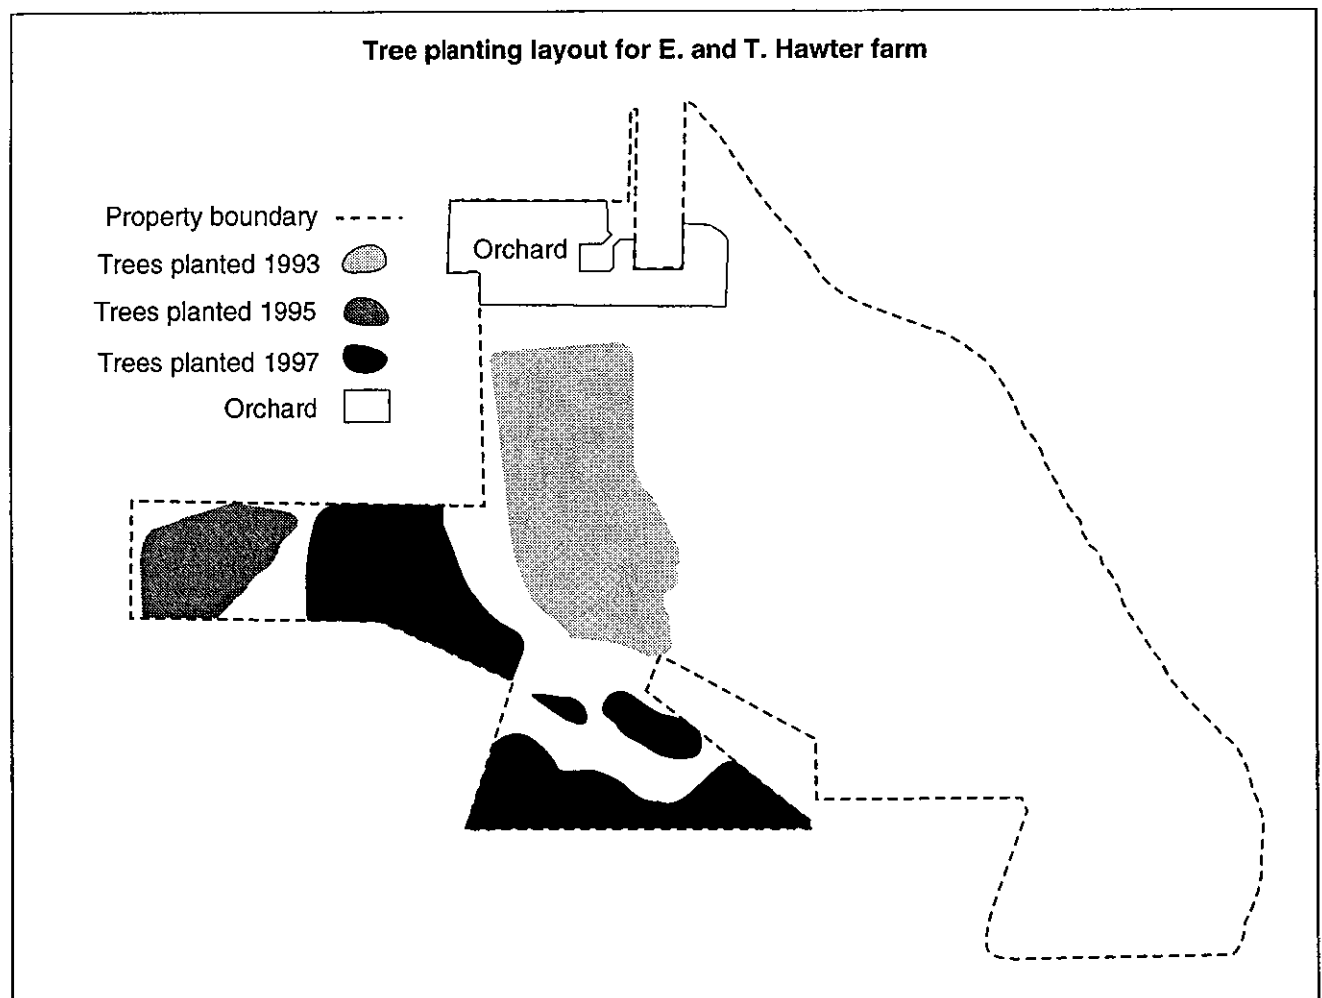 Tree planting layout for E. and T. Hawter farm
Property boundary
Trees planted 1993
Trees planted 1995
Trees planted 1997
Orchard
Orchard